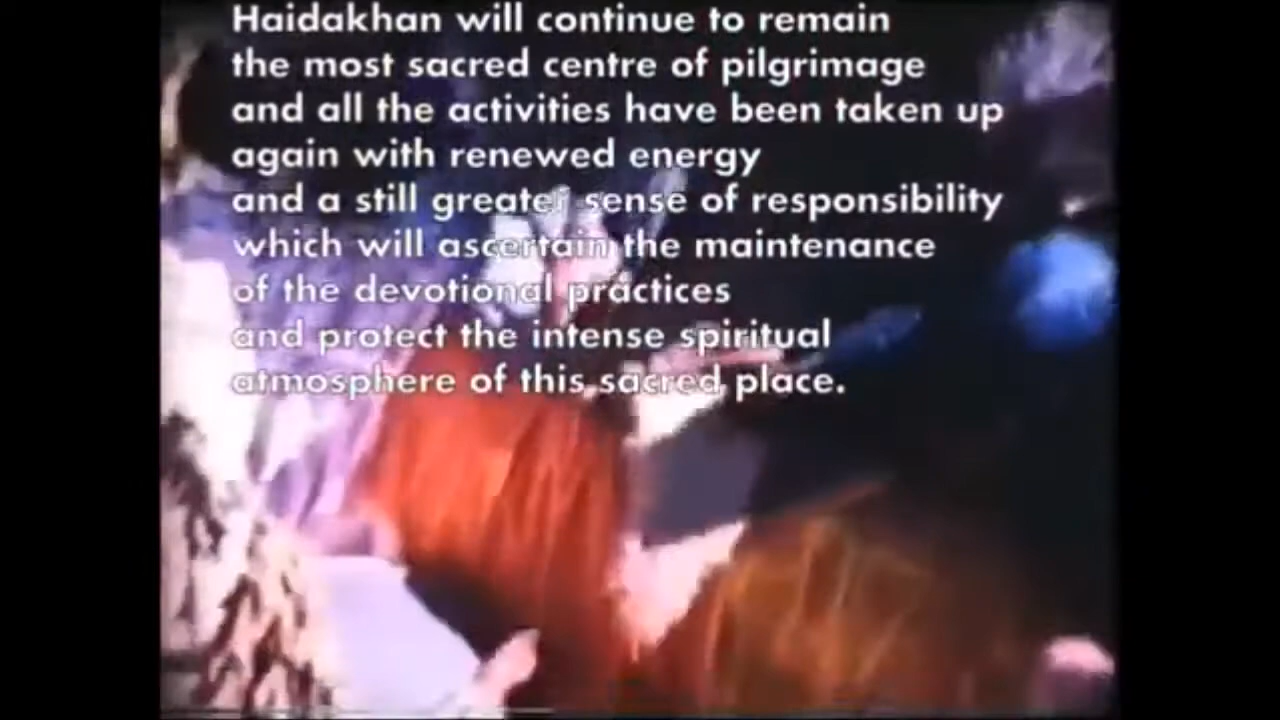 Haidakhan will continue to remain
the most sacred centre of pilgrimage
and all the activities have been taken up
again with renewed energy
and a still greater sense of responsibility
which will ascertain the maintenance
of the devotional practices
and protect the intense spiritual
atmosphere of this sacred place.